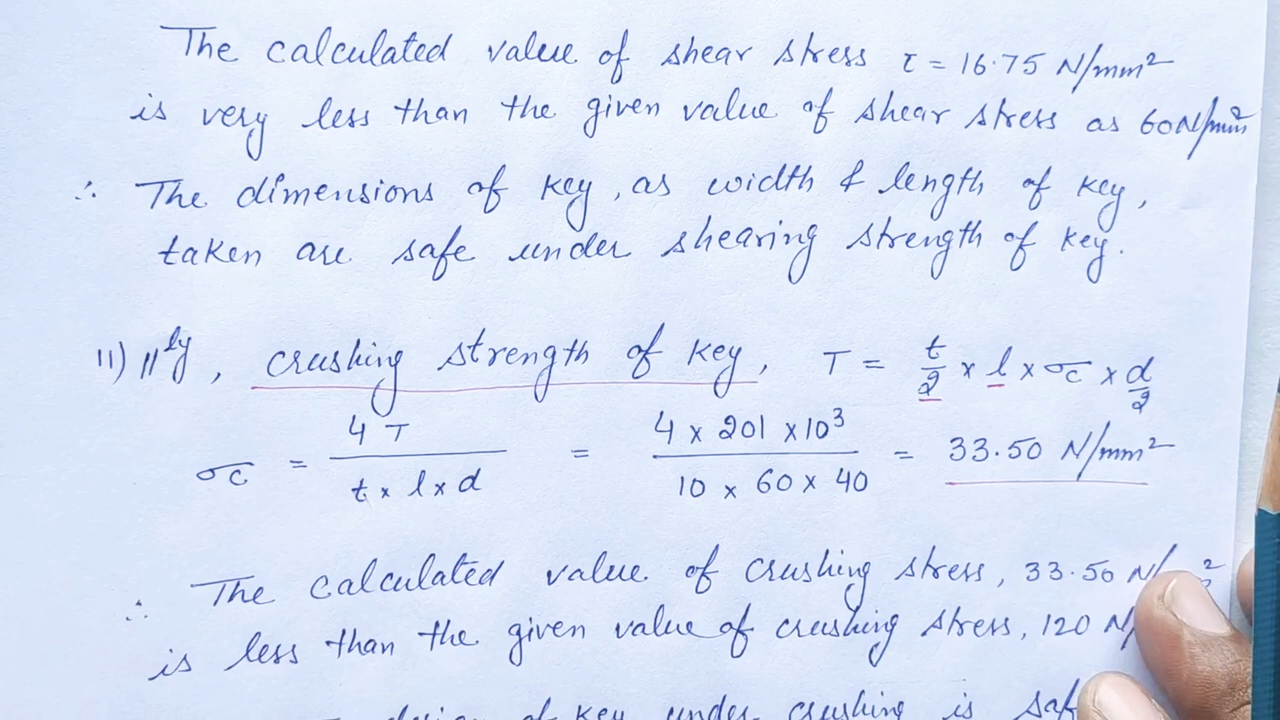 The calculated value of shear stress τ = 16.75 N/mm²
is very less than the given value of shear stress as 60N/mm²
∴ The dimensions of key, as width & length of key,
taken are safe under shearing strength of key.
11) 11ly, crushing strength of key, T = t/2 × l × σc × d/2
σc = 4T / t × l × d = 4 × 201 × 10³ / 10 × 60 × 40 = 33.50 N/mm²
∴ The calculated value of crushing stress, 33.50 N/
is less than the given value of crushing stress, 120 N/
design of key under crushing is saf